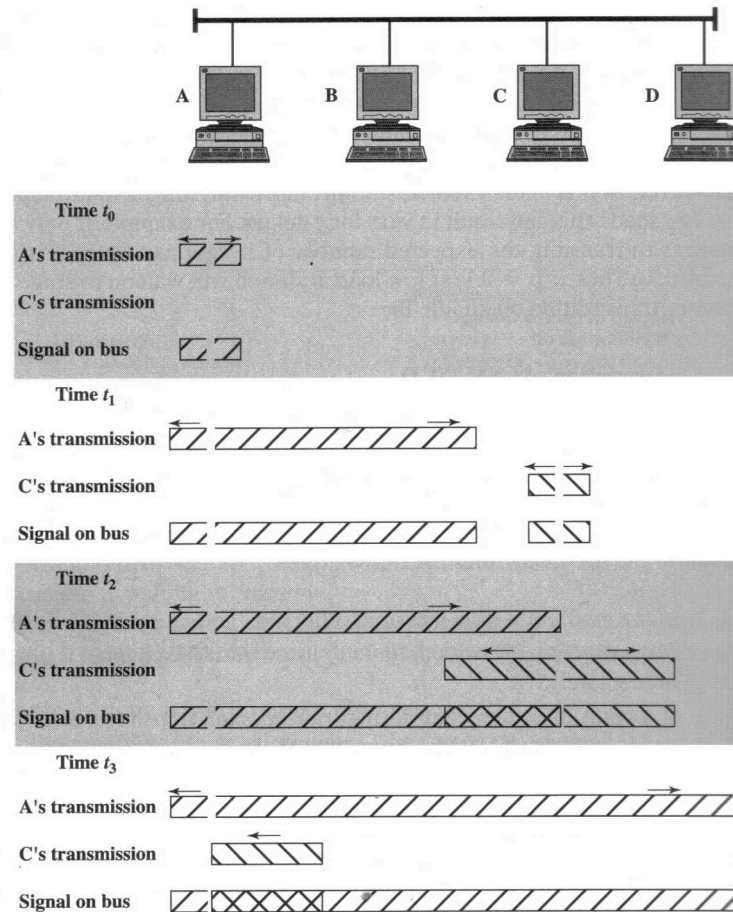 A B C D
Time t0
A's transmission
C's transmission
Signal on bus
Time t1
A's transmission
C's transmission
Signal on bus
Time t2
A's transmission
C's transmission
Signal on bus
Time t3
A's transmission
C's transmission
Signal on bus